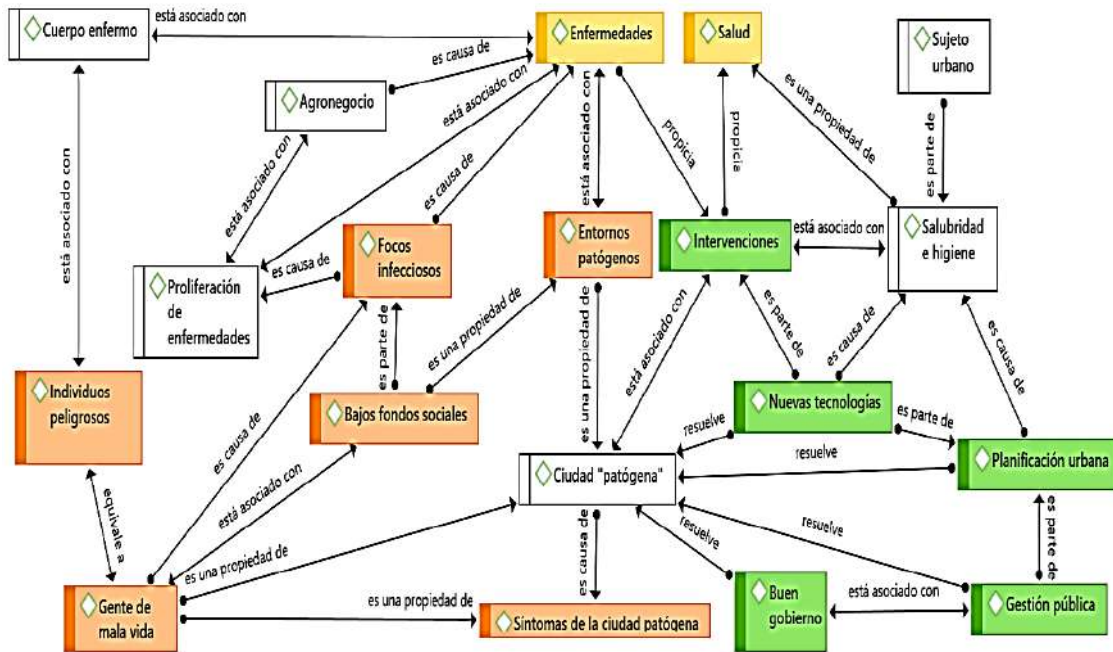 Cuerpo enfermo
está asociado con
Enfermedades
Salud
Sujeto
urbano
es causa de
Agronegocio
está asociado con
está asociado con
es causa de
está asociado con
propicia
propicia
es una propiedad de
es parte de
está asociado con
está asociado con
Focos
infecciosos
Entornos
patógenos
Intervenciones
está asociado con
Salubridad
e higiene
Proliferación
de
enfermedades
es causa de
es parte de
es una propiedad de
es una propiedad de
está asociado con
es parte de
es causa de
es causa de
Individuos
peligrosos
Bajos fondos sociales
Nuevas tecnologías
es causa de
está asociado con
resuelve
es parte de
resuelve
Ciudad "patógena"
Planificación urbana
equivale a
es una propiedad de
es causa de
resuelve
resuelve
es parte de
Gente de
mala vida
es una propiedad de
Síntomas de la ciudad patógena
Buen
gobierno
está asociado con
Gestión pública